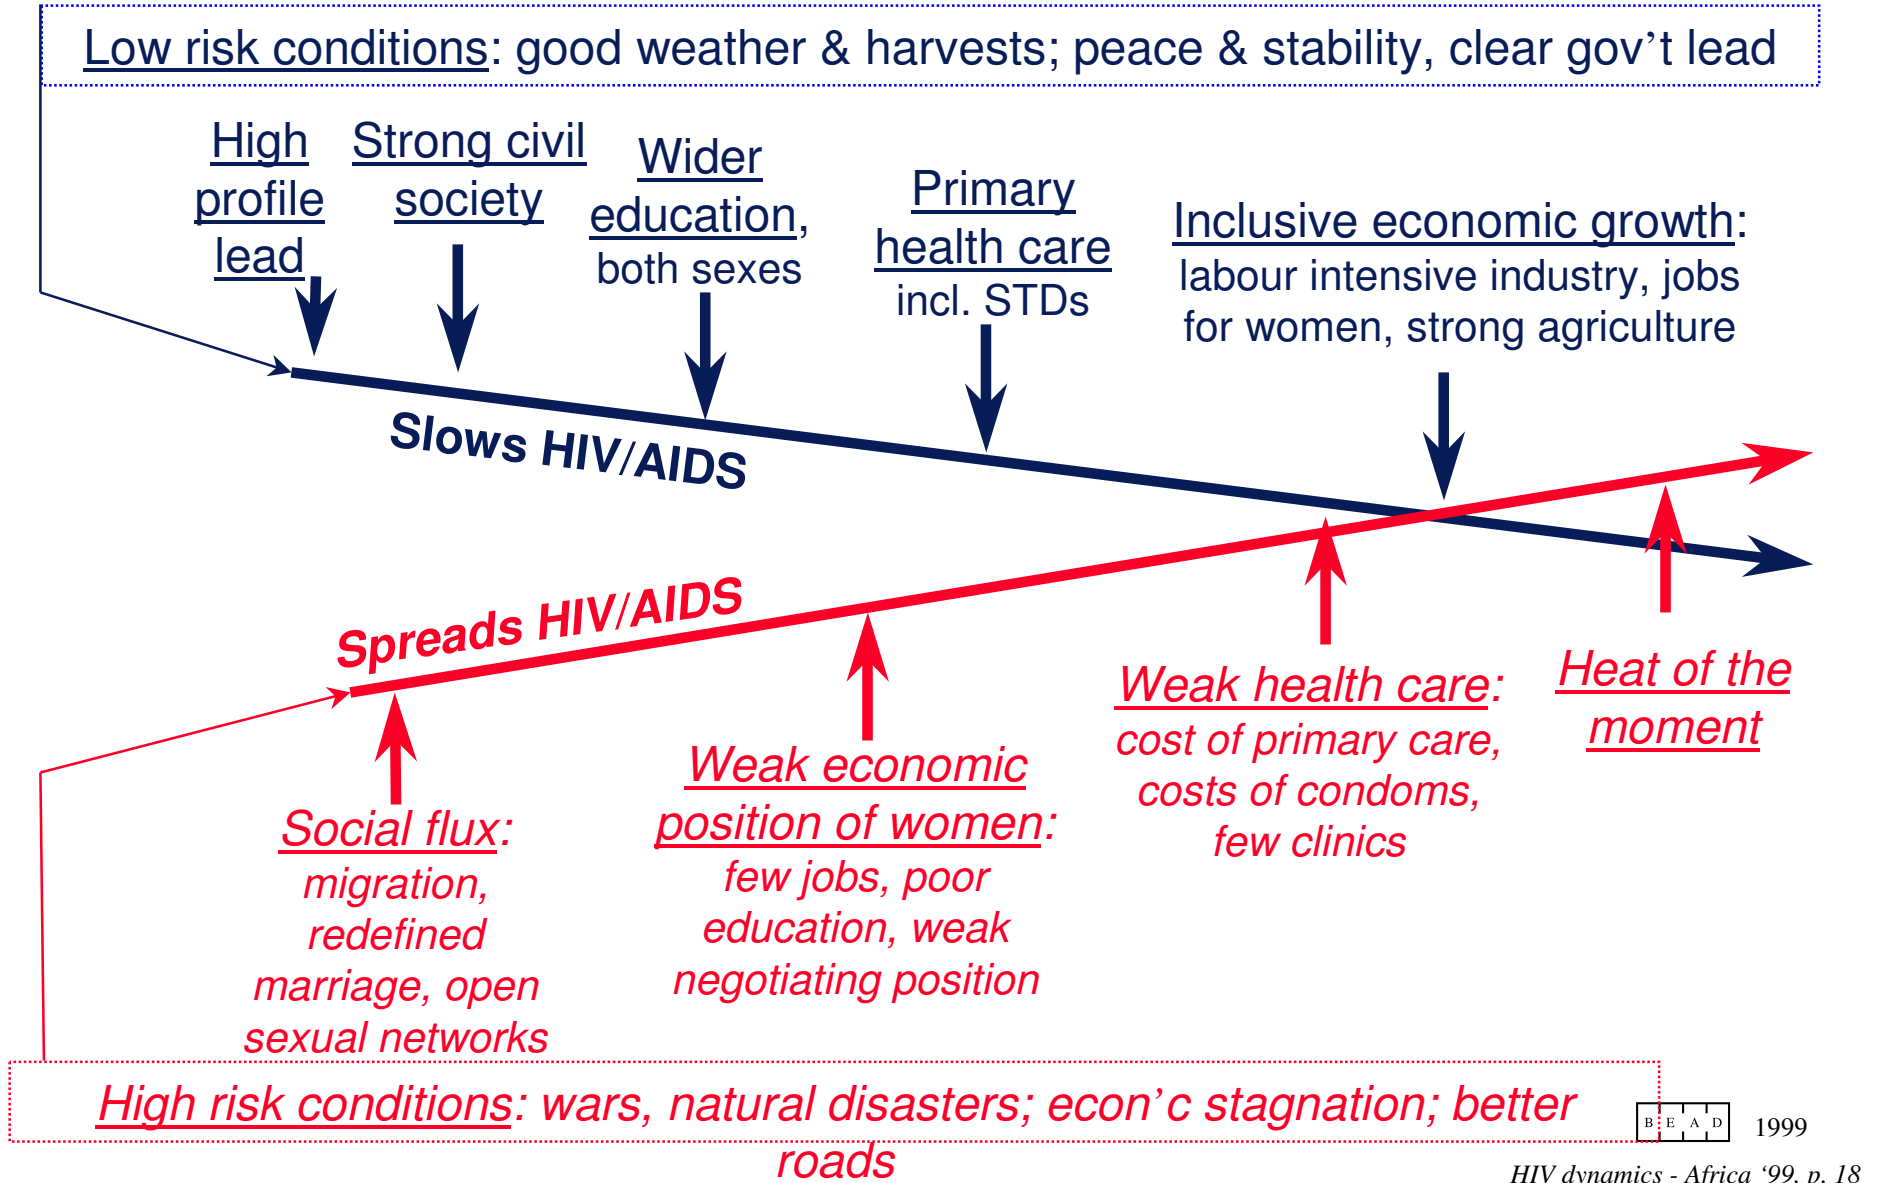 Low risk conditions: good weather & harvests; peace & stability, clear gov’t lead
High
profile
lead
Strong civil
society
Wider
education,
both sexes
Primary
health care
incl. STDs
Inclusive economic growth:
labour intensive industry, jobs
for women, strong agriculture
Slows HIV/AIDS
Spreads HIV/AIDS
Social flux:
migration,
redefined
marriage, open
sexual networks
Weak economic
position of women:
few jobs, poor
education, weak
negotiating position
Weak health care:
cost of primary care,
costs of condoms,
few clinics
Heat of the
moment
High risk conditions: wars, natural disasters; econ’c stagnation; better
roads
B E A D
1999
HIV dynamics - Africa ‘99, p. 18